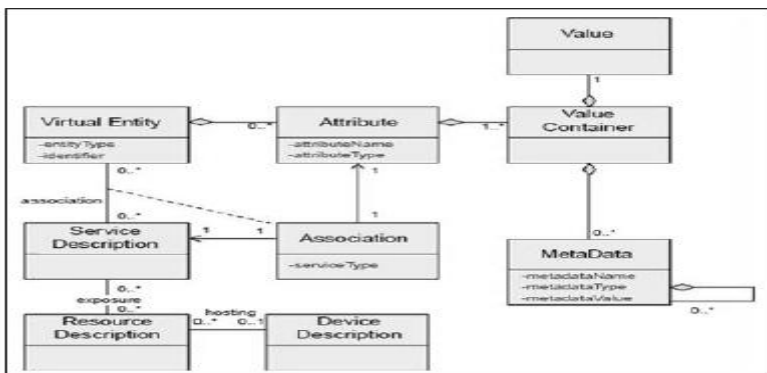 Value
1
Virtual Entity
-entityType
-identifier
0..*
Attribute
-attributeName
-attributeType
1..*
Value
Container
0..*
association
0..*
1
1
Service
Description
1
1
Association
-serviceType
0..*
MetaData
-metadataName
-metadataType
-metadataValue
0..*
0..*
exposure
0..*
Resource
Description
hosting
0..*
0..1
Device
Description